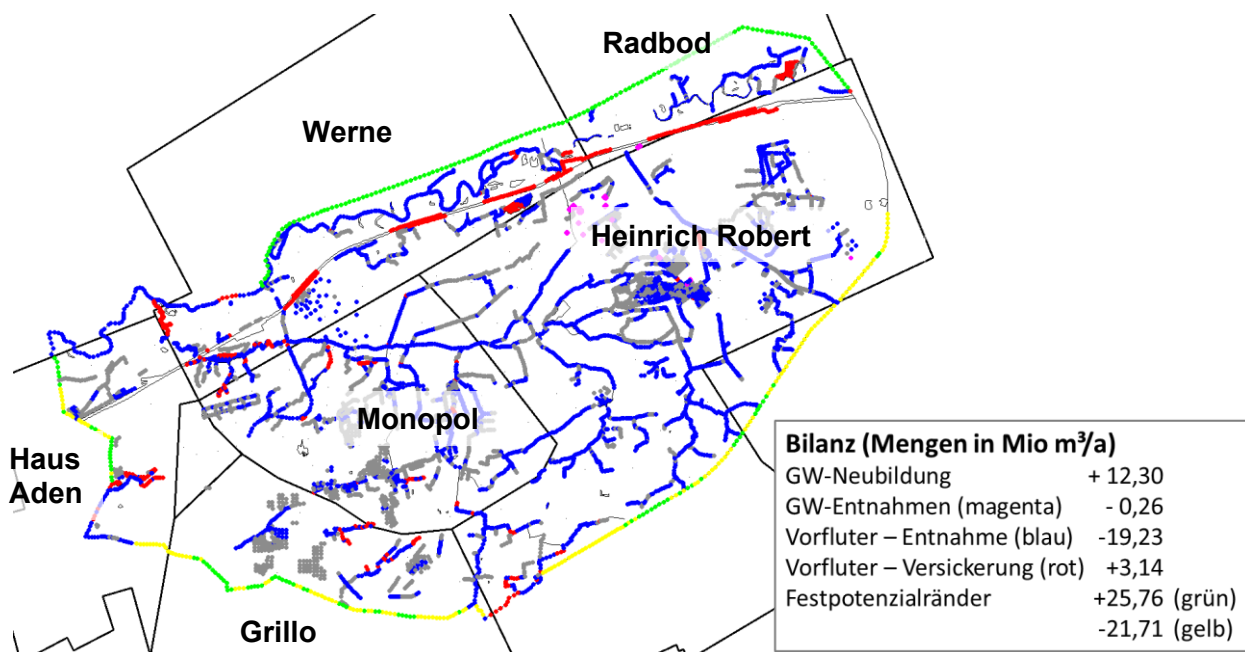 Radbod
Werne
Heinrich Robert
Monopol
Haus
Aden
Grillo
Bilanz (Mengen in Mio m³/a)
GW-Neubildung + 12,30
GW-Entnahmen (magenta) - 0,26
Vorfluter – Entnahme (blau) -19,23
Vorfluter – Versickerung (rot) +3,14
Festpotenzialränder +25,76 (grün)
-21,71 (gelb)